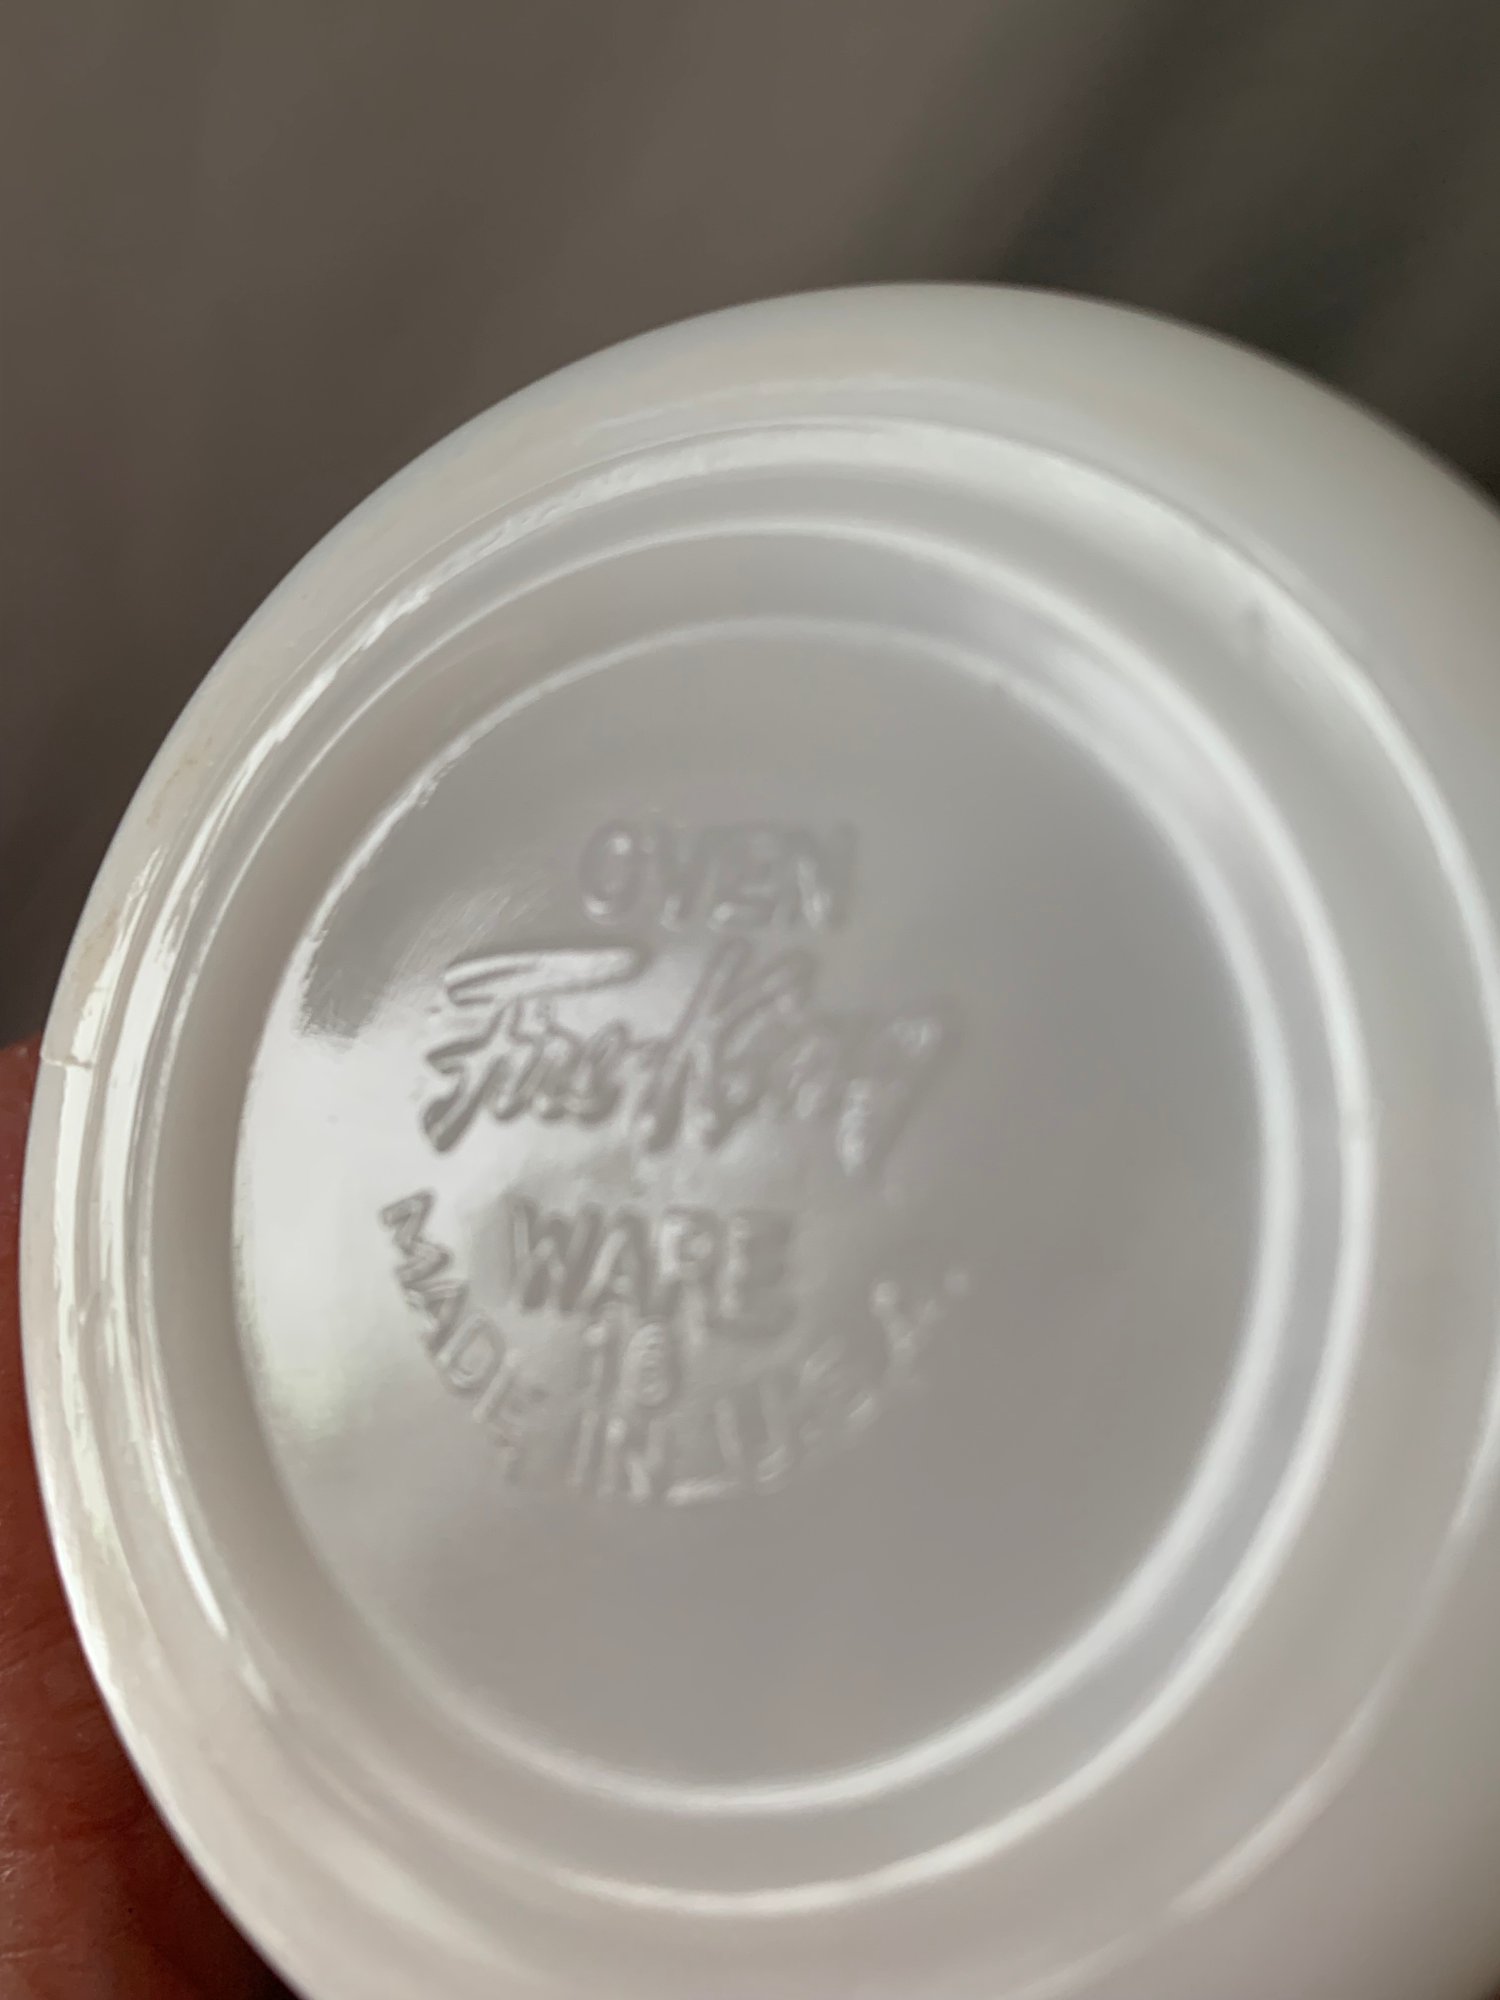 OVEN
Fire-King
WARE
16
MADE IN U.S.A.